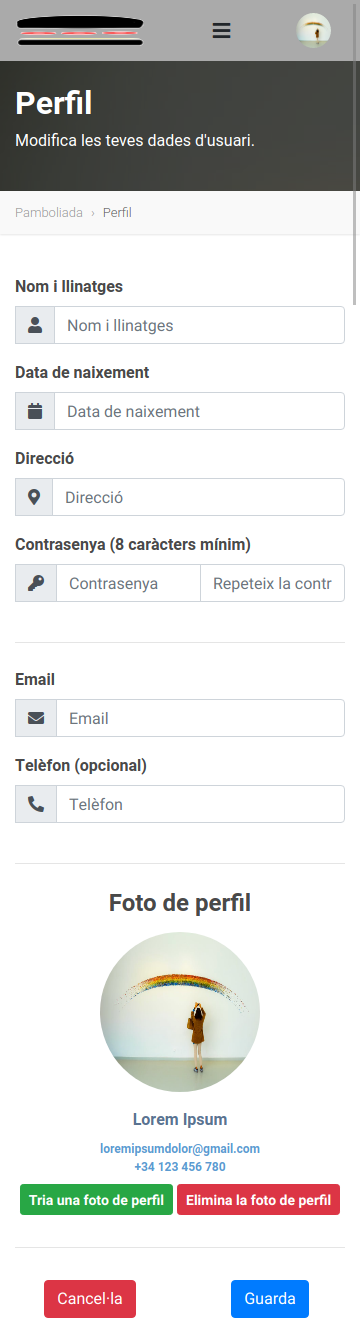 Perfil
Modifica les teves dades d'usuari.
Pamboliada › Perfil
Nom i llinatges
Nom i llinatges
Data de naixement
Data de naixement
Direcció
Direcció
Contrasenya (8 caràcters mínim)
Contrasenya Repeteix la contr
Email
Email
Telèfon (opcional)
Telèfon
Foto de perfil
Lorem Ipsum
loremipsumdolor@gmail.com
+34 123 456 780
Tria una foto de perfil Elimina la foto de perfil
Cancel·la Guarda